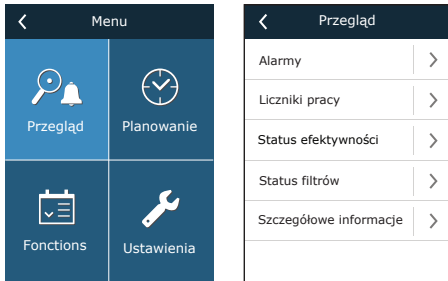 Menu
Przegląd
Planowanie
Fonctions
Ustawienia
Przegląd
Alarmy
Liczniki pracy
Status efektywności
Status filtrów
Szczegółowe informacje